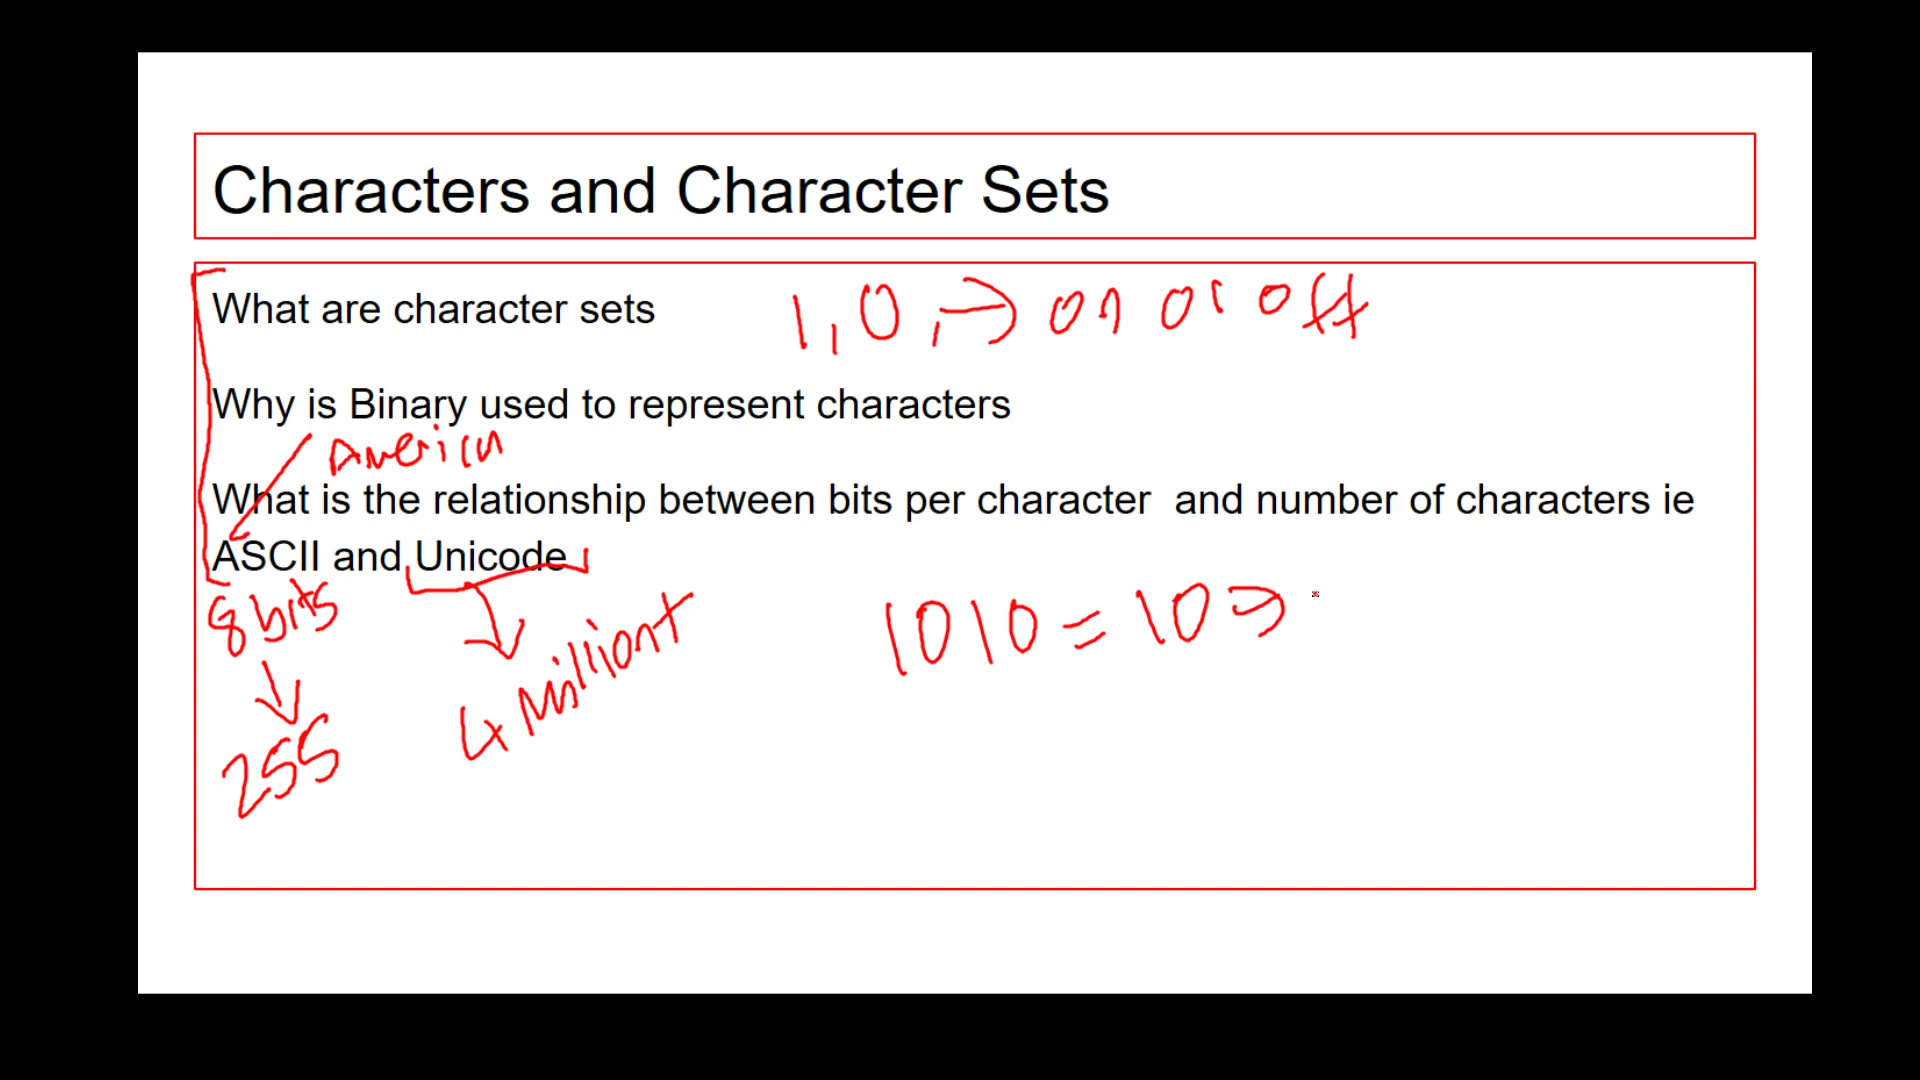 Characters and Character Sets
What are character sets
1,0, → on or off
Why is Binary used to represent characters
America
What is the relationship between bits per character and number of characters ie
ASCII and Unicode
8 bits
1010 = 10 →
4 Million+
255